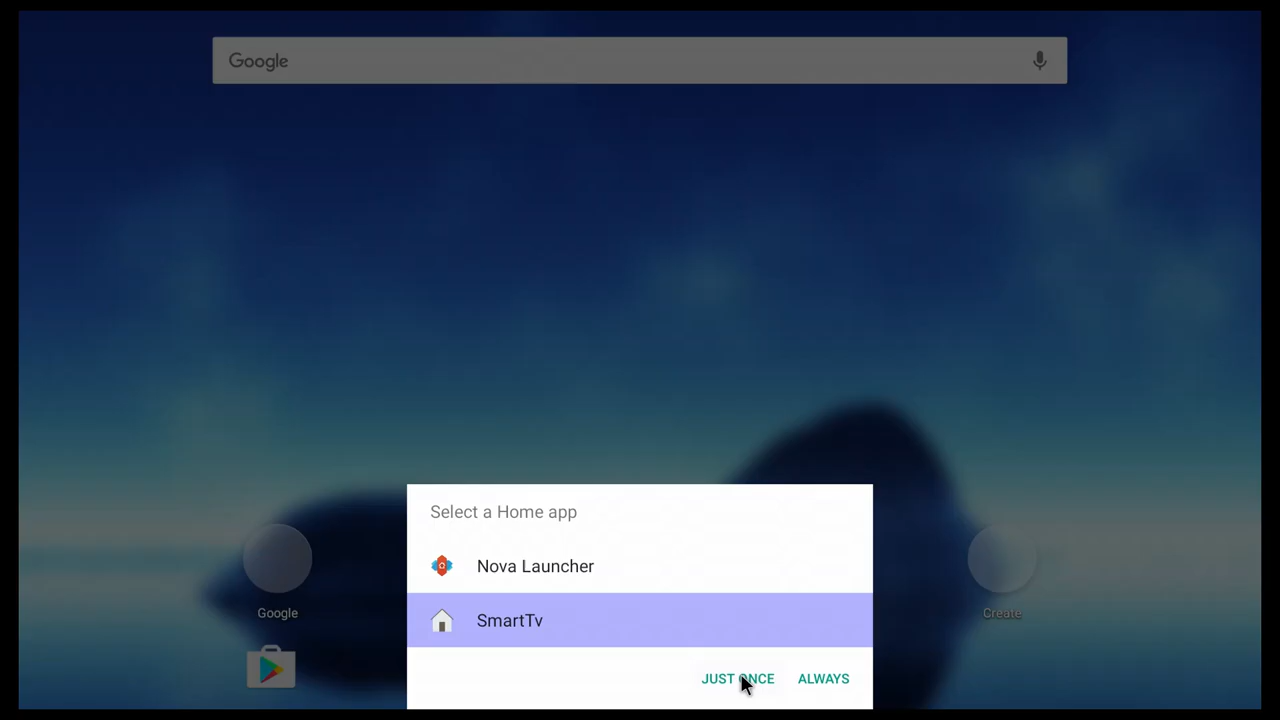 Google
Select a Home app
Nova Launcher
Google
Create
SmartTv
JUST ONCE
ALWAYS